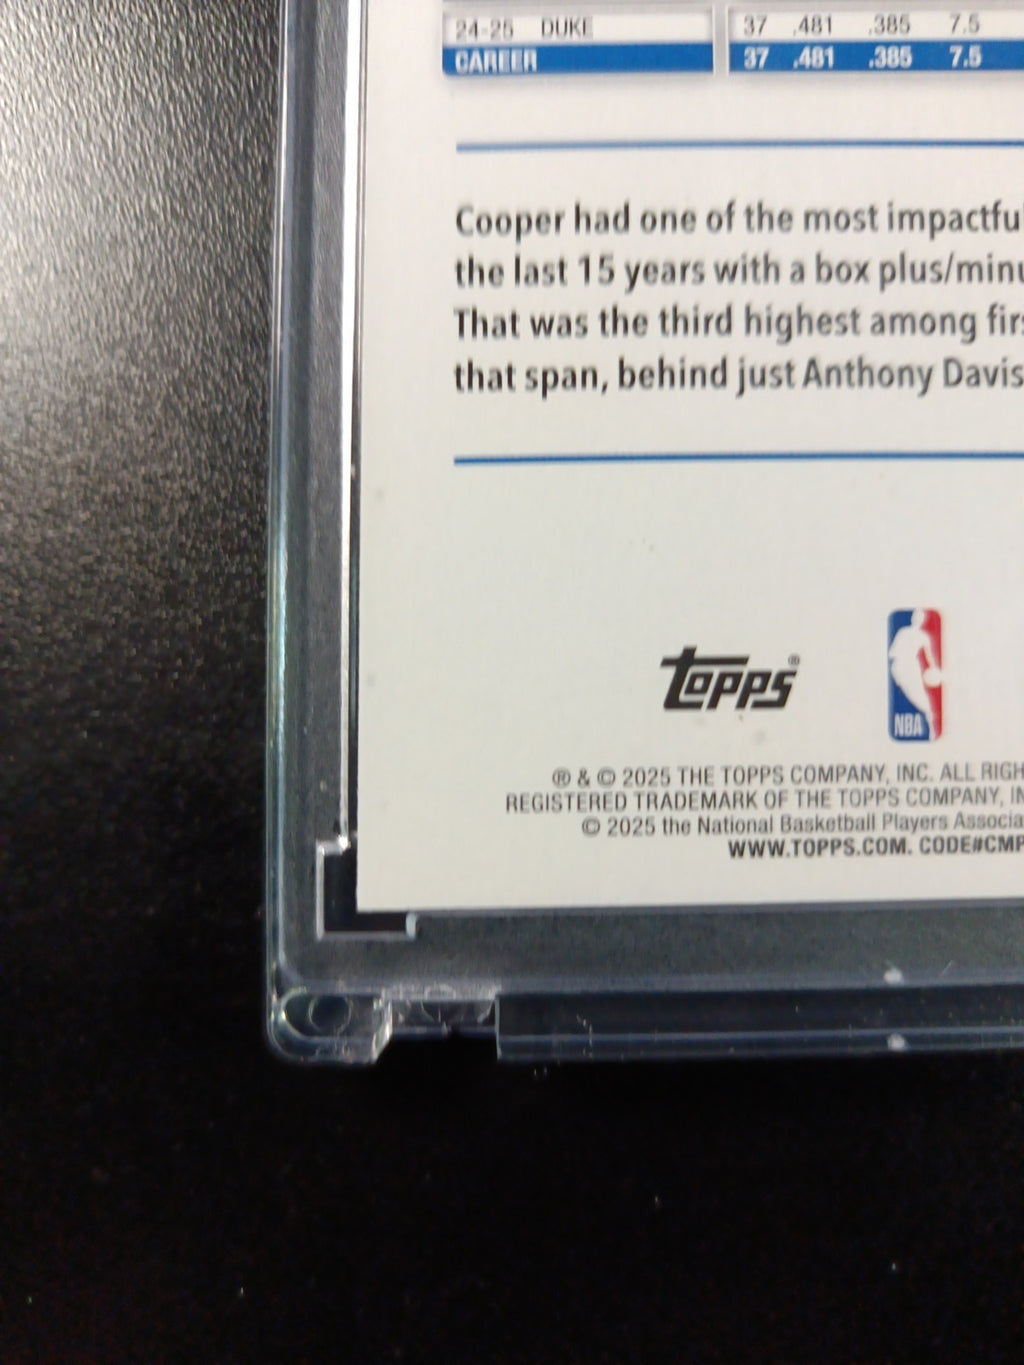 24-25 DUKE 37 .481 .385 7.5
CAREER 37 .481 .385 7.5
Cooper had one of the most impactful
the last 15 years with a box plus/minu
That was the third highest among firs
that span, behind just Anthony Davis
Topps®
NBA
® & © 2025 THE TOPPS COMPANY, INC. ALL RIGH
REGISTERED TRADEMARK OF THE TOPPS COMPANY, IN
© 2025 the National Basketball Players Associa
WWW.TOPPS.COM. CODE#CMP